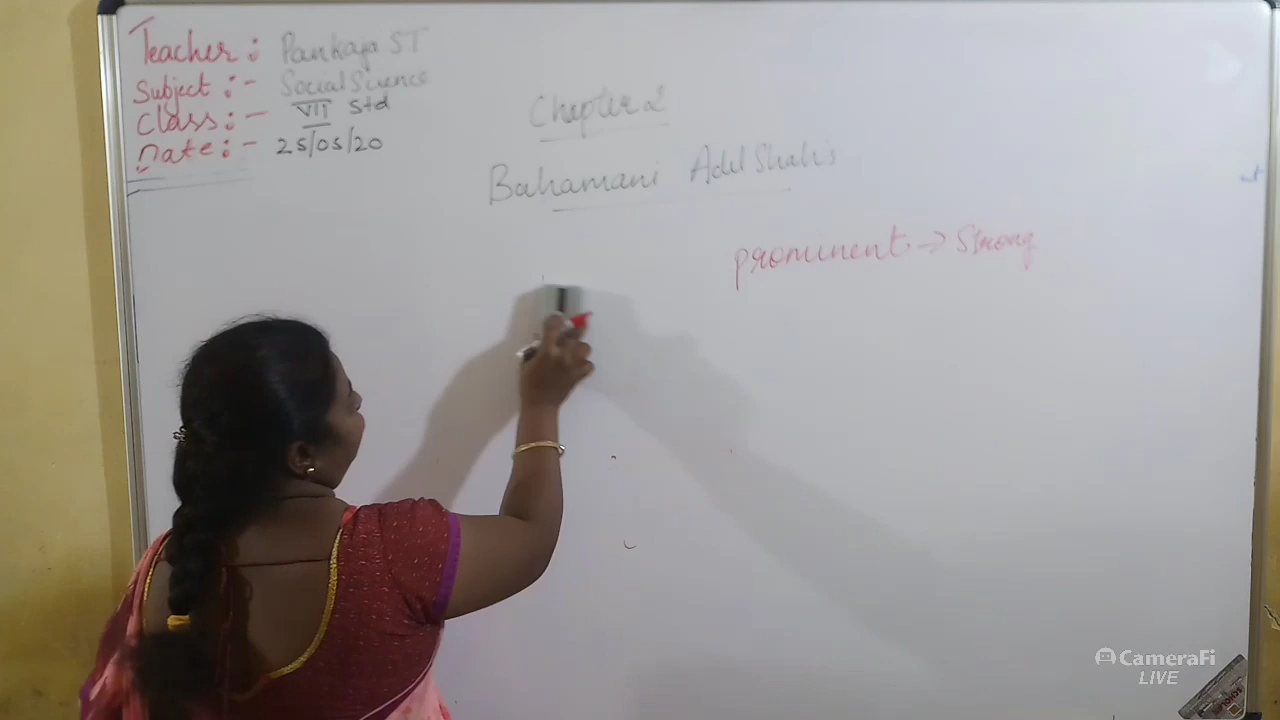 Teacher : Pankaja ST
Subject :- Social Science
Class :- VII std
Date :- 25/05/20
Chapter 2
Bahamani Adil Shahis
prominent → Strong
CameraFi
LIVE